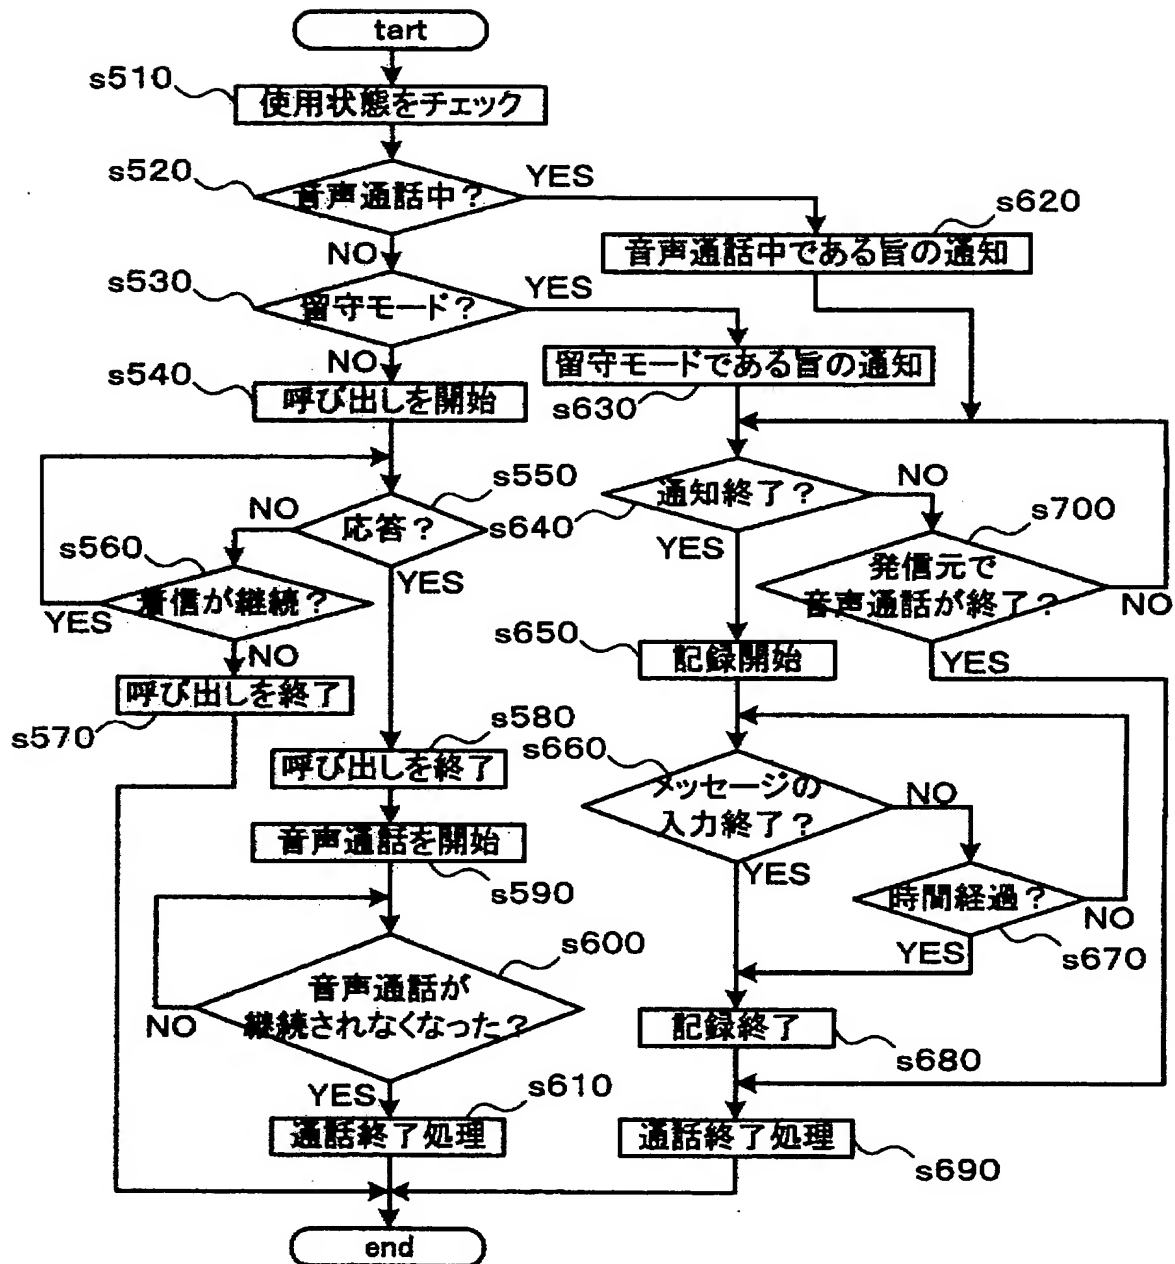 tart
s510
使用状態をチェック
s520
音声通話中？
YES
s620
音声通話中である旨の通知
NO
s530
留守モード？
YES
NO
s540
呼び出しを開始
留守モードである旨の通知
s630
s550
応答？
NO
YES
s560
着信が継続？
YES
NO
呼び出しを終了
s570
s580
呼び出しを終了
音声通話を開始
s590
s600
音声通話が
継続されなくなった？
NO
YES
s610
通話終了処理
通知終了？
s640
NO
YES
s700
発信元で
音声通話が終了？
NO
YES
s650
記録開始
s660
メッセージの
入力終了？
NO
YES
時間経過？
NO
YES
s670
記録終了
s680
通話終了処理
s690
end